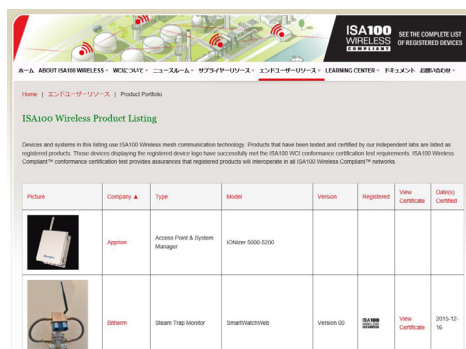 ISA100
WIRELESS
COMPLIANT
SEE THE COMPLETE LIST
OF REGISTERED DEVICES
ホーム ABOUT ISA100 WIRELESS WCIについて ニュースルーム サプライヤーリソース エンドユーザーリソース LEARNING CENTER ドキュメント お問い合わせ
Home | エンドユーザーリソース | Product Portfolio
ISA100 Wireless Product Listing
Devices and systems in this listing use ISA100 Wireless mesh communication technology. Products that have been tested and certified by our independent labs are listed as
registered products. Those devices displaying the registered device logo have successfully met the ISA100 WCI conformance certification test requirements. ISA100 Wireless
Compliant™ conformance certification test provides assurances that registered products will interoperate in all ISA100 Wireless Compliant™ networks.
Picture Company ▲ Type Model Version Registered View Certificate Date(s) Certified
Apprion Access Point & System Manager IONizer 5000-5200
Bitherm Steam Trap Monitor SmartWatchWeb Version 00 ISA100 View Certificate 2015-12-16